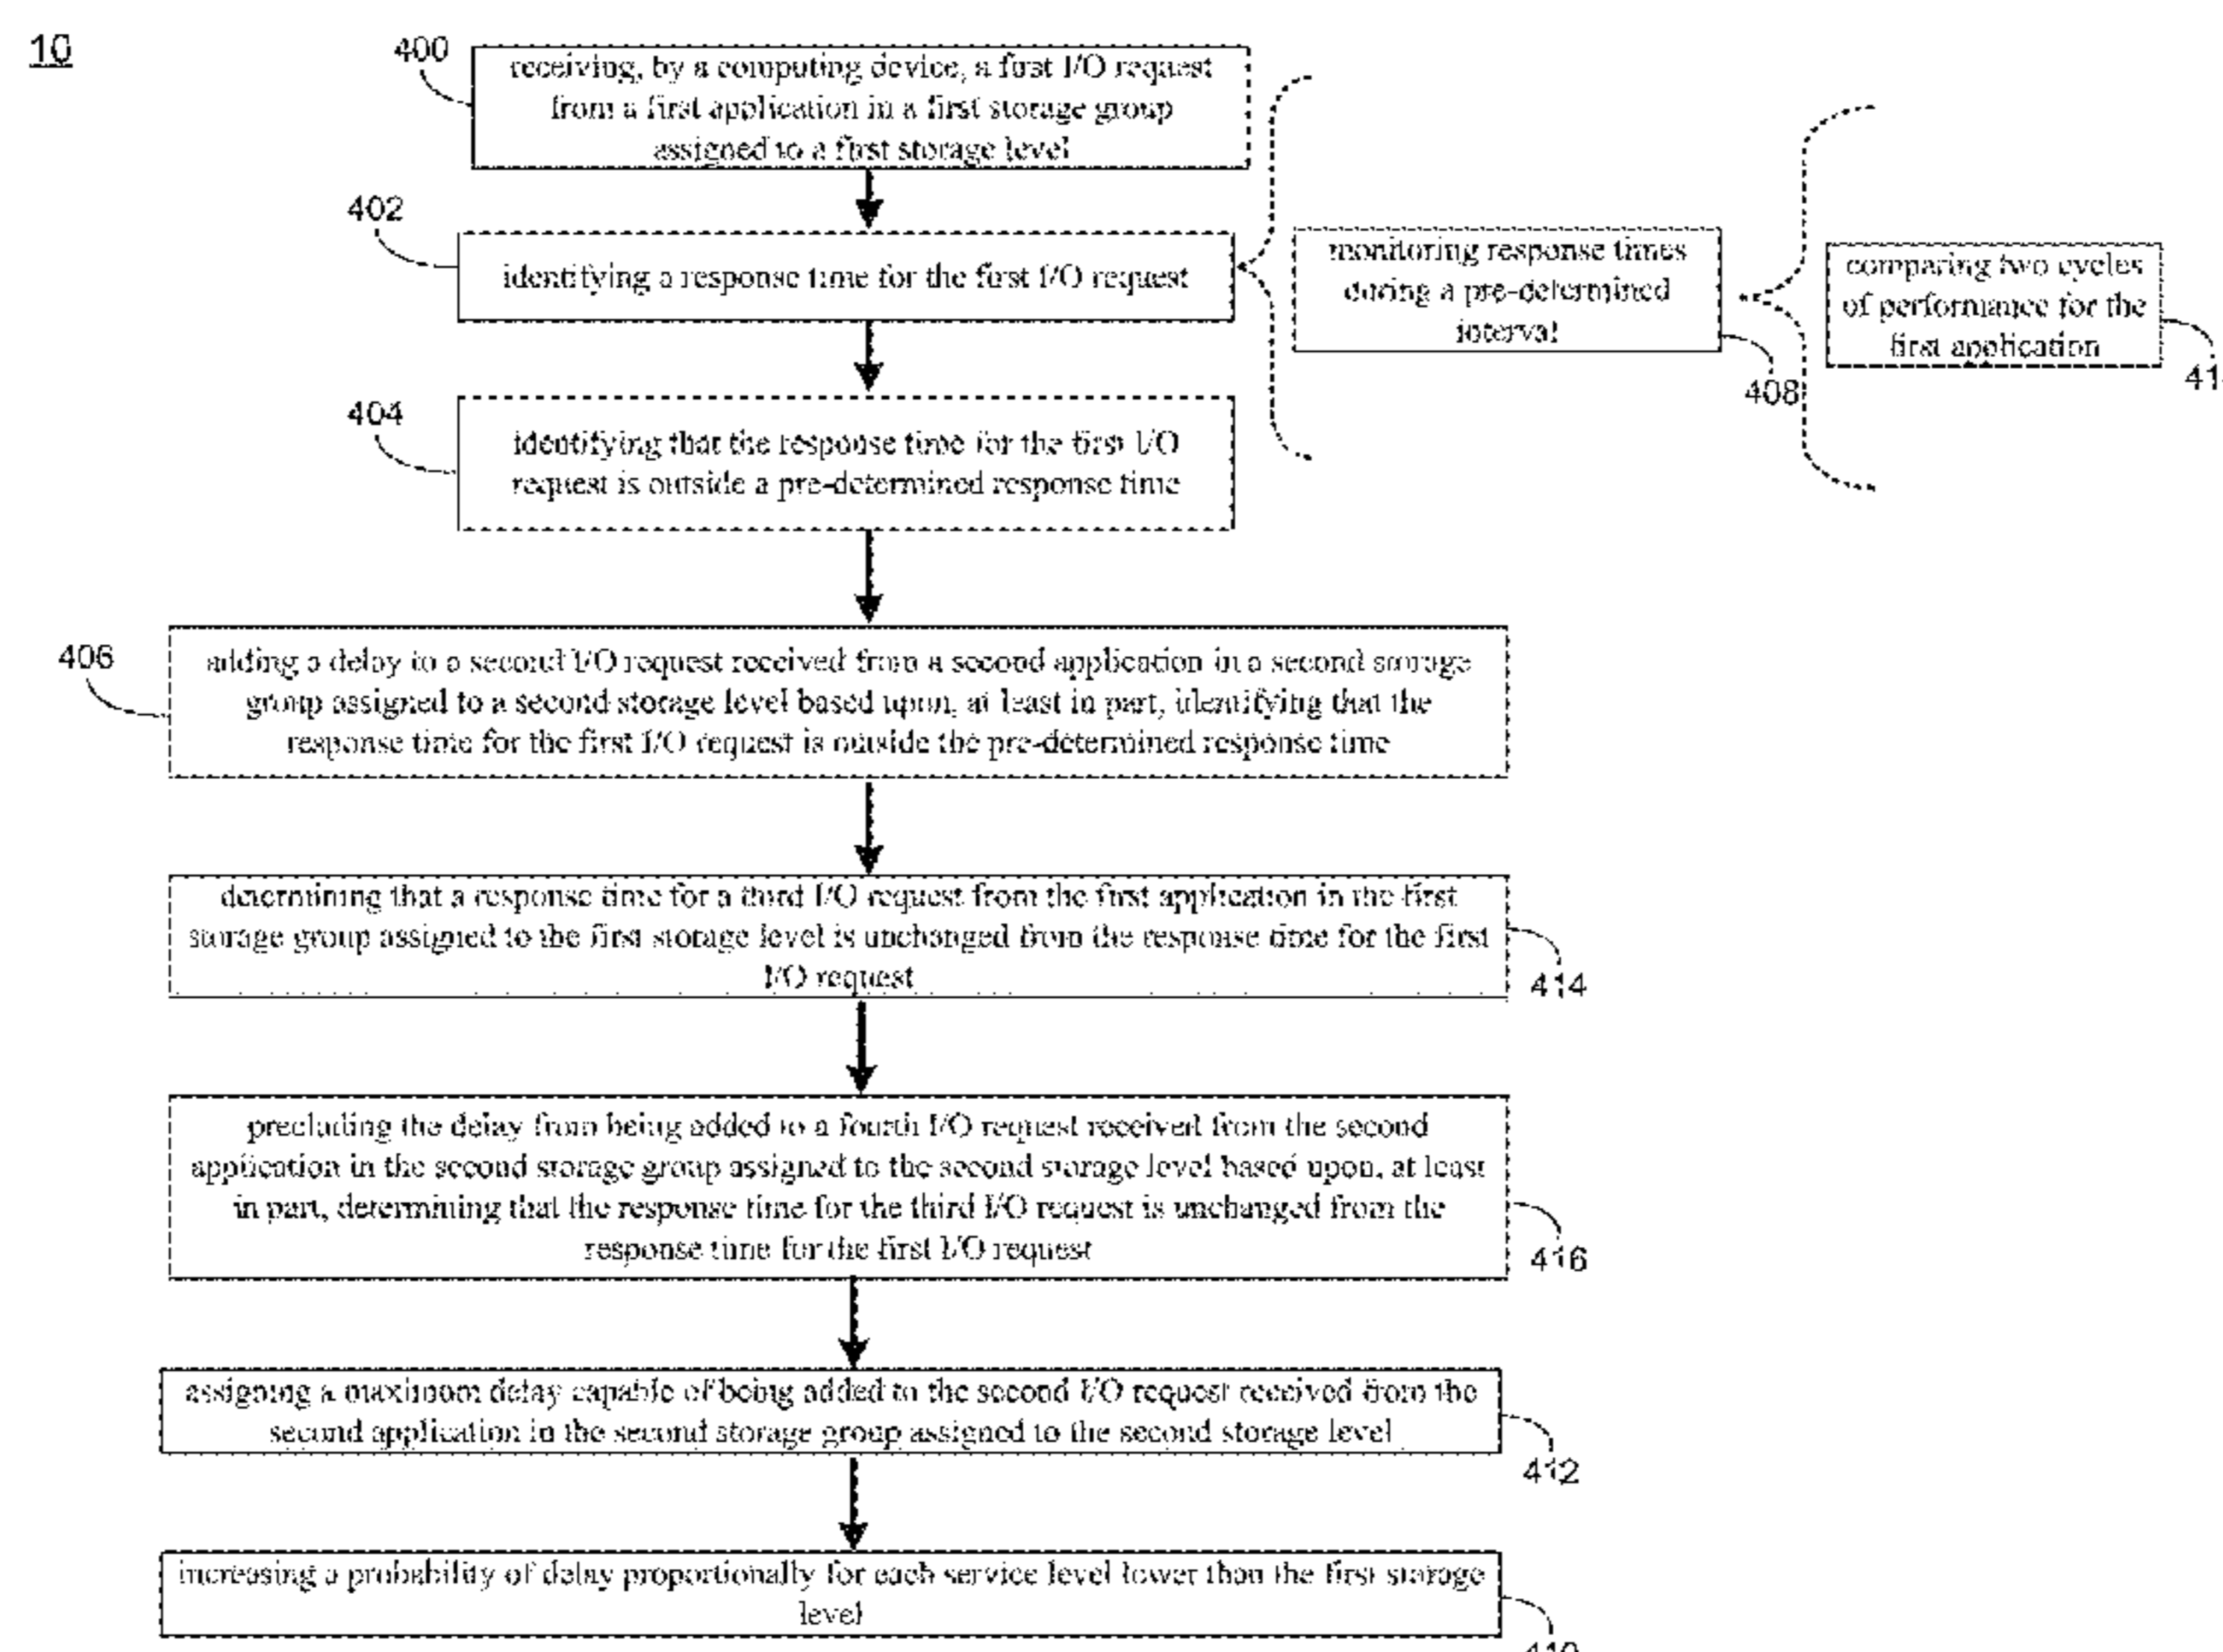 10
400
receiving, by a computing device, a first I/O request
from a first application in a first storage group
assigned to a first storage level
402
identifying a response time for the first I/O request
monitoring response times
during a pre-determined
interval
408
comparing two cycles
of performance for the
first application
404
identifying that the response time for the first I/O
request is outside a pre-determined response time
406
adding a delay to a second I/O request received from a second application in a second storage
group assigned to a second storage level based upon, at least in part, identifying that the
response time for the first I/O request is outside the pre-determined response time
determining that a response time for a third I/O request from the first application in the first
storage group assigned to the first storage level is unchanged from the response time for the first
I/O request
414
precluding the delay from being added to a fourth I/O request received from the second
application in the second storage group assigned to the second storage level based upon, at least
in part, determining that the response time for the third I/O request is unchanged from the
response time for the first I/O request
416
assigning a maximum delay capable of being added to the second I/O request received from the
second application in the second storage group assigned to the second storage level
412
increasing a probability of delay proportionally for each service level lower than the first storage
level